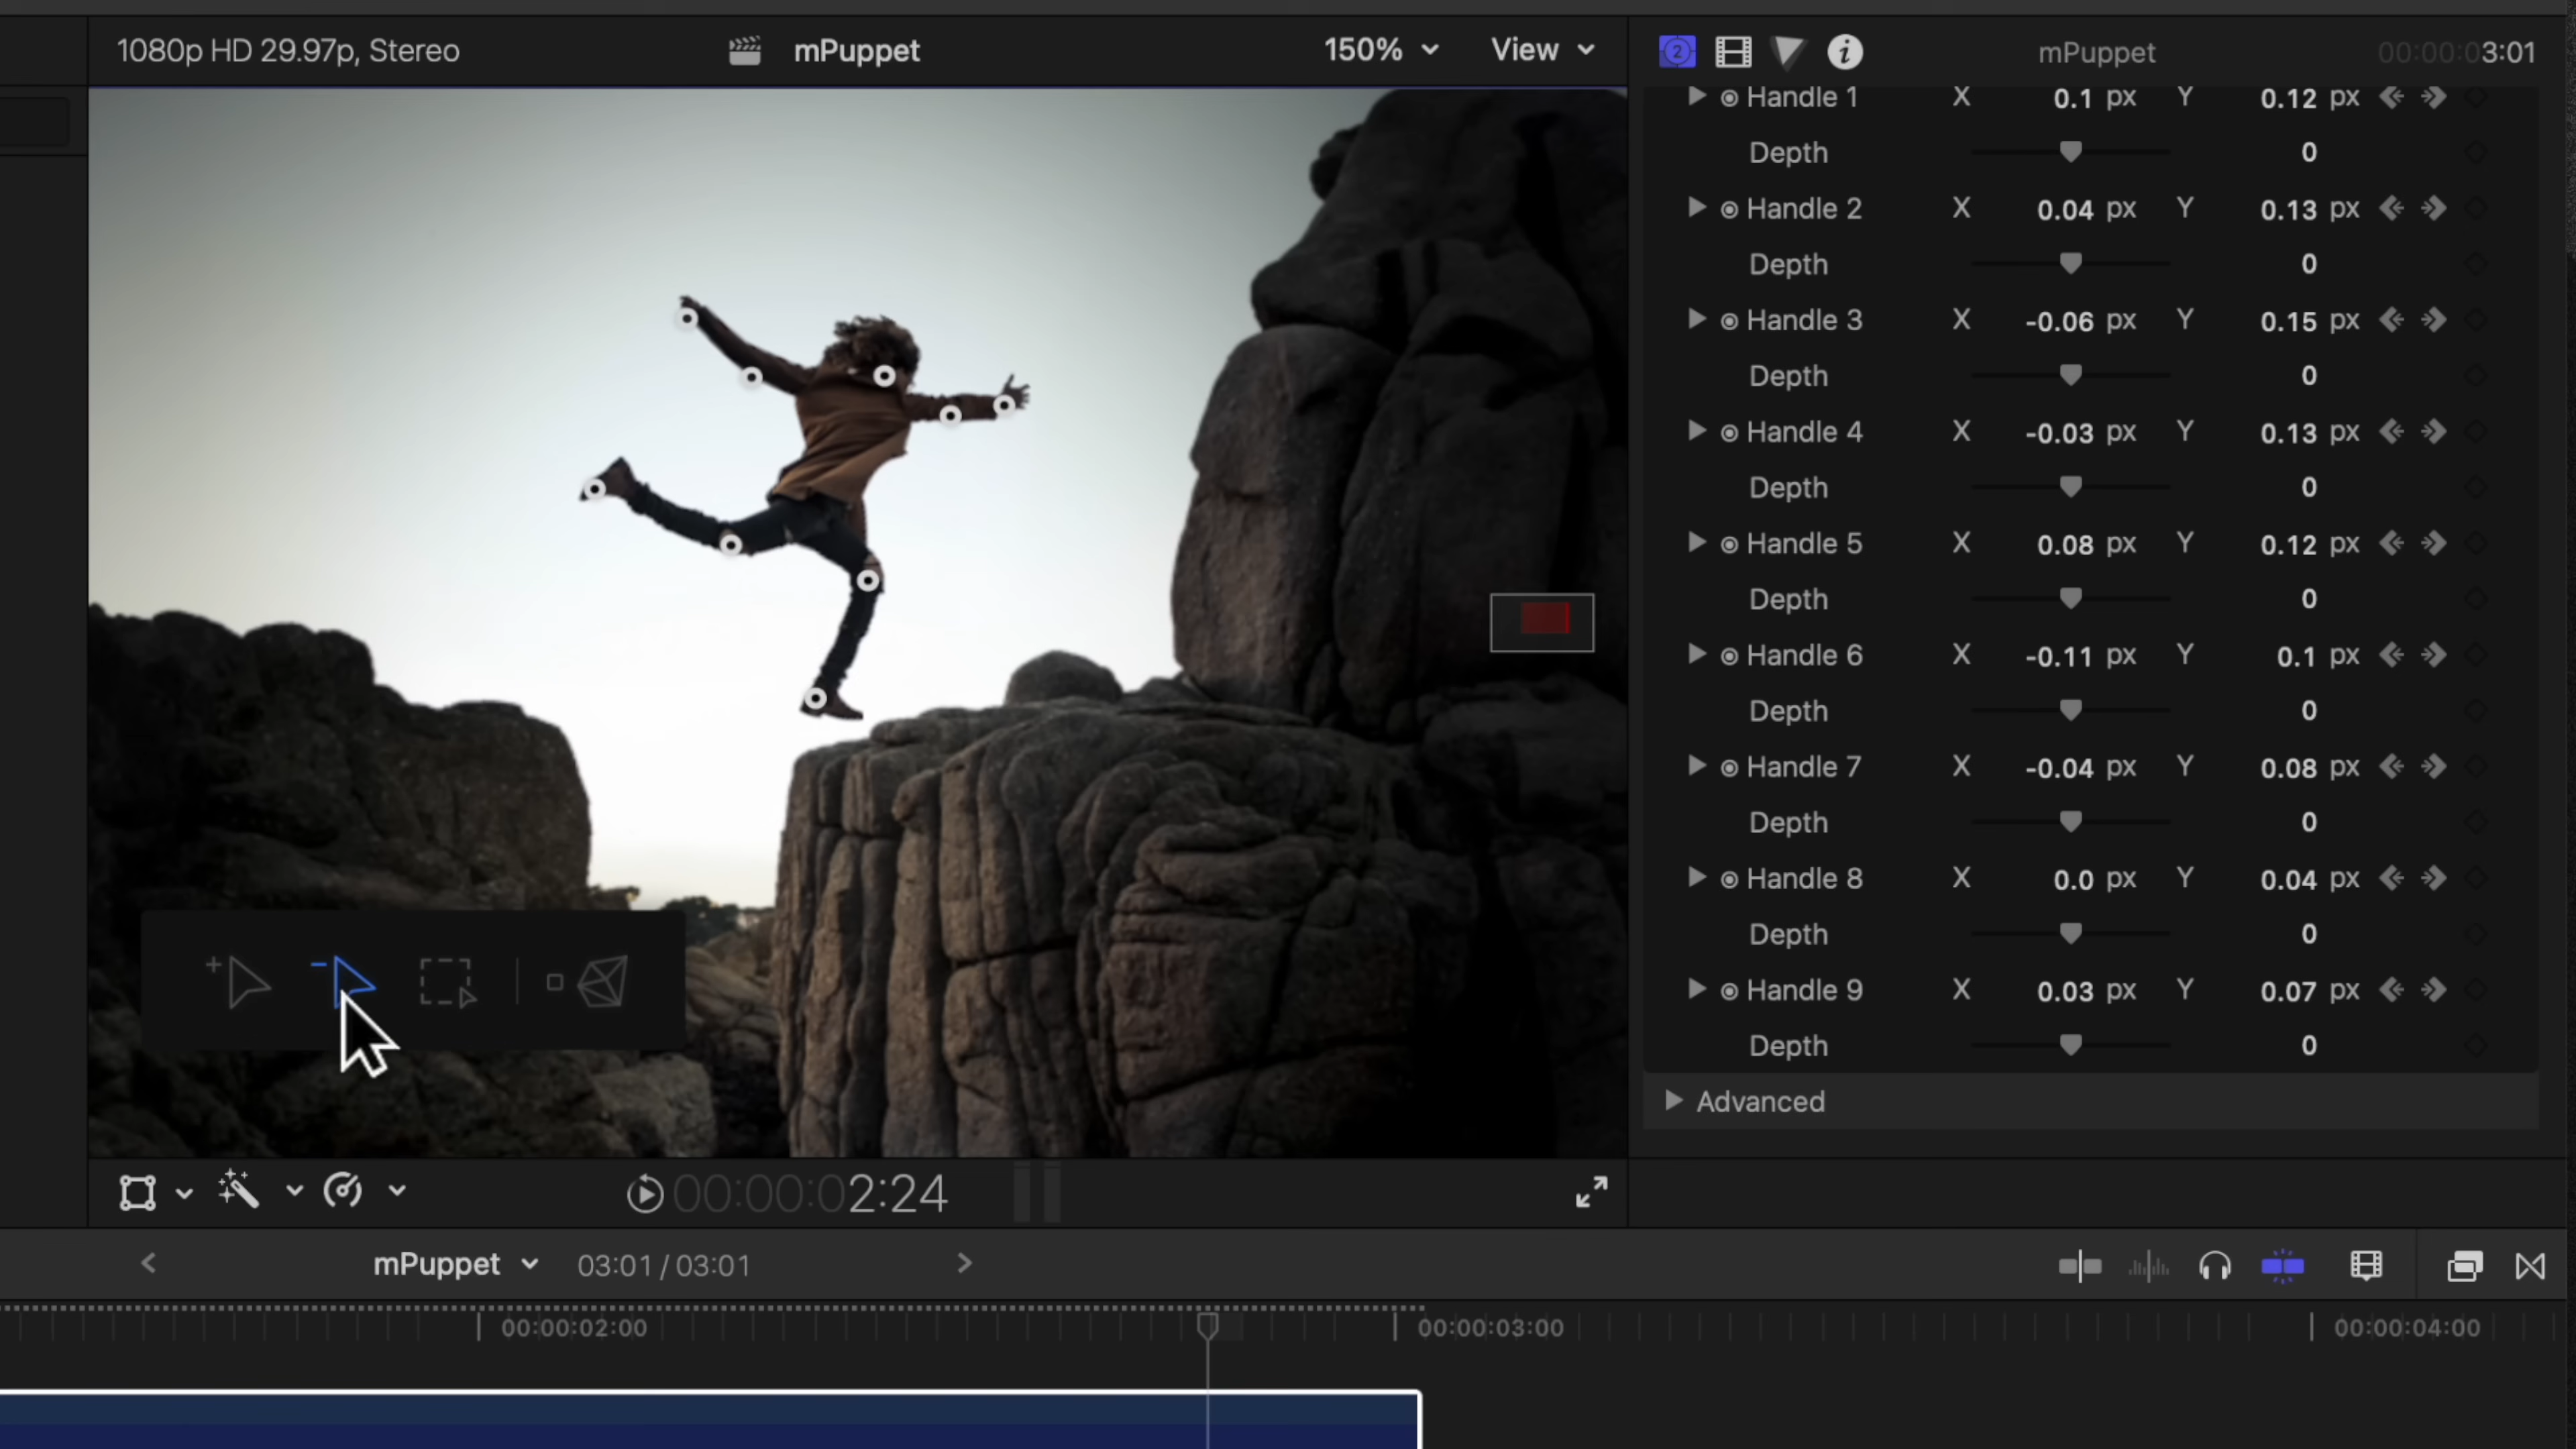 1080p HD 29.97p, Stereo
mPuppet
150%
View
2
mPuppet
00:00:03:01
Handle 1 X 0.1 px Y 0.12 px
Depth 0
Handle 2 X 0.04 px Y 0.13 px
Depth 0
Handle 3 X -0.06 px Y 0.15 px
Depth 0
Handle 4 X -0.03 px Y 0.13 px
Depth 0
Handle 5 X 0.08 px Y 0.12 px
Depth 0
Handle 6 X -0.11 px Y 0.1 px
Depth 0
Handle 7 X -0.04 px Y 0.08 px
Depth 0
Handle 8 X 0.0 px Y 0.04 px
Depth 0
Handle 9 X 0.03 px Y 0.07 px
Depth 0
Advanced
00:00:02:24
mPuppet
03:01 / 03:01
00:00:02:00
00:00:03:00
00:00:04:00